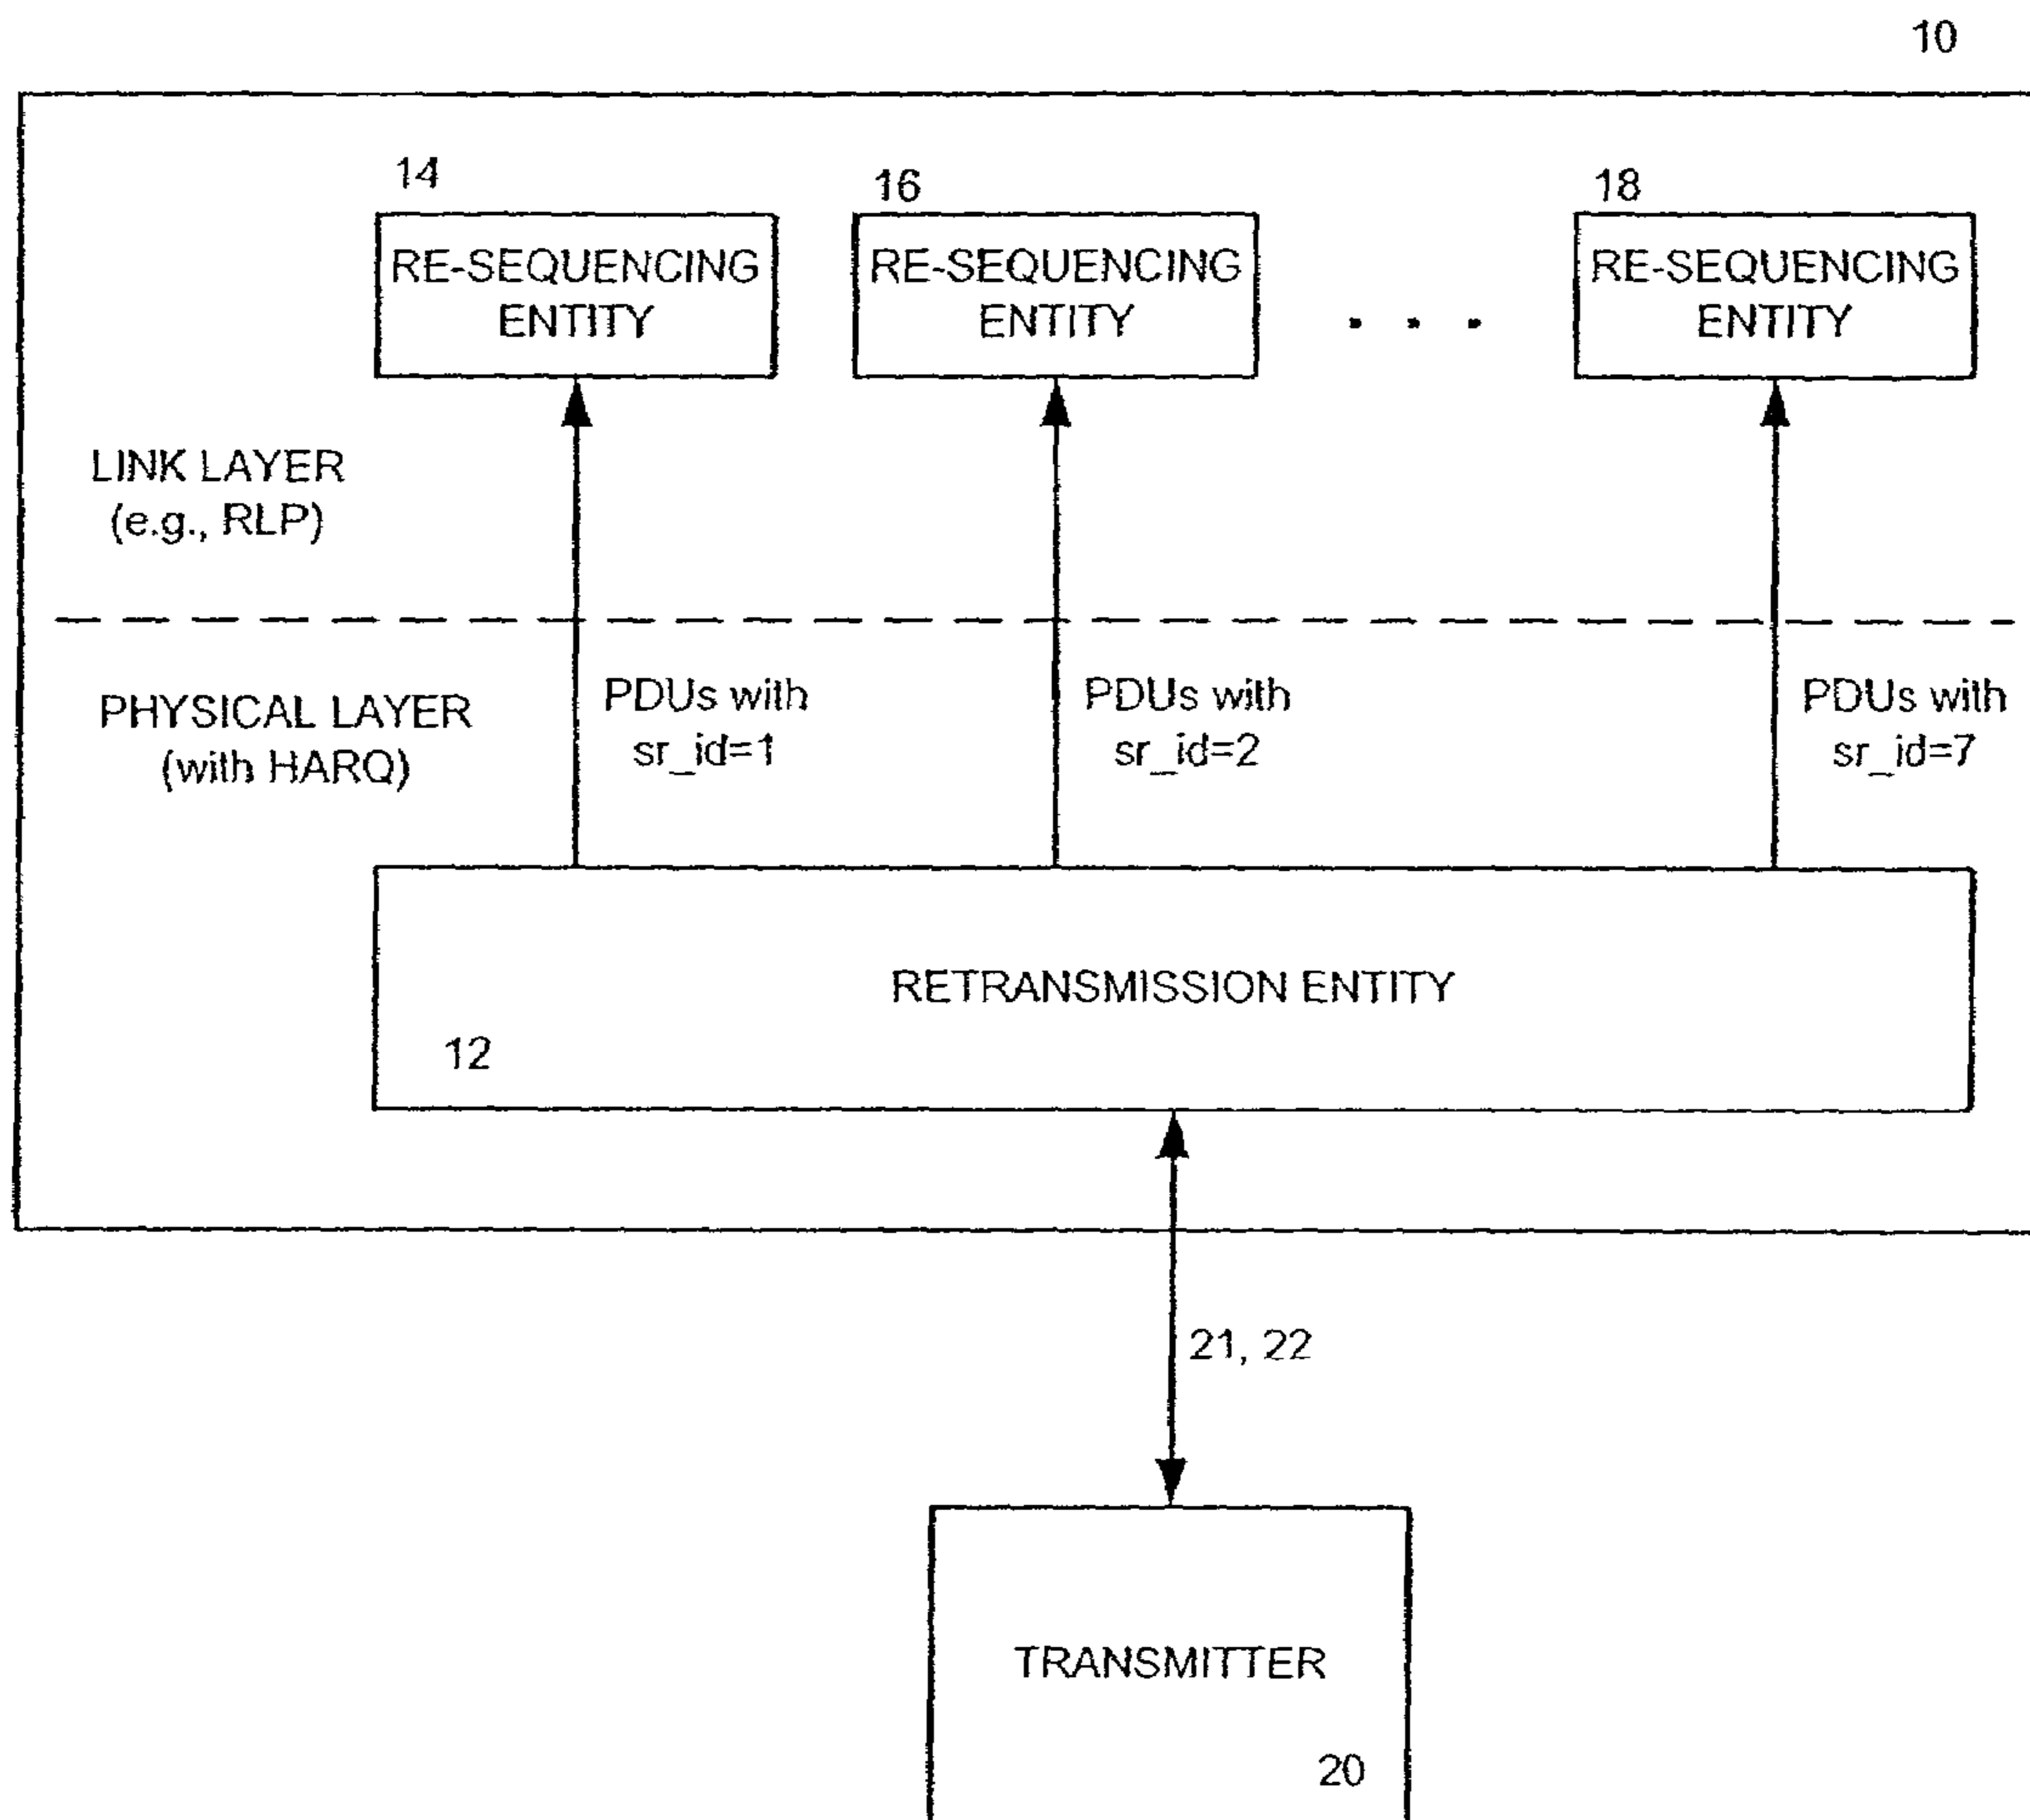 10
14
16
18
RE-SEQUENCING
ENTITY
RE-SEQUENCING
ENTITY
. . .
RE-SEQUENCING
ENTITY
LINK LAYER
(e.g., RLP)
PHYSICAL LAYER
(with HARQ)
PDUs with
sr_id=1
PDUs with
sr_id=2
PDUs with
sr_id=7
RETRANSMISSION ENTITY
12
21, 22
TRANSMITTER
20